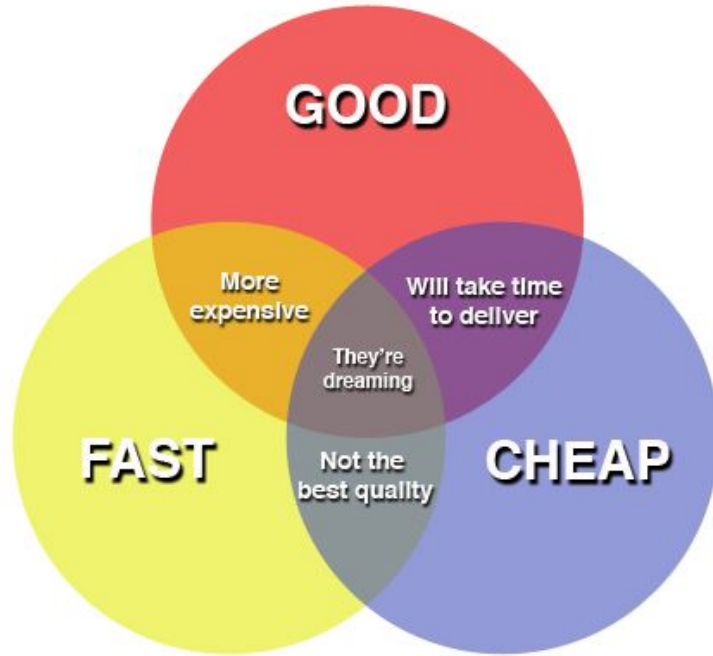 GOOD
More
expensive
Will take time
to deliver
They're
dreaming
FAST
CHEAP
Not the
best quality